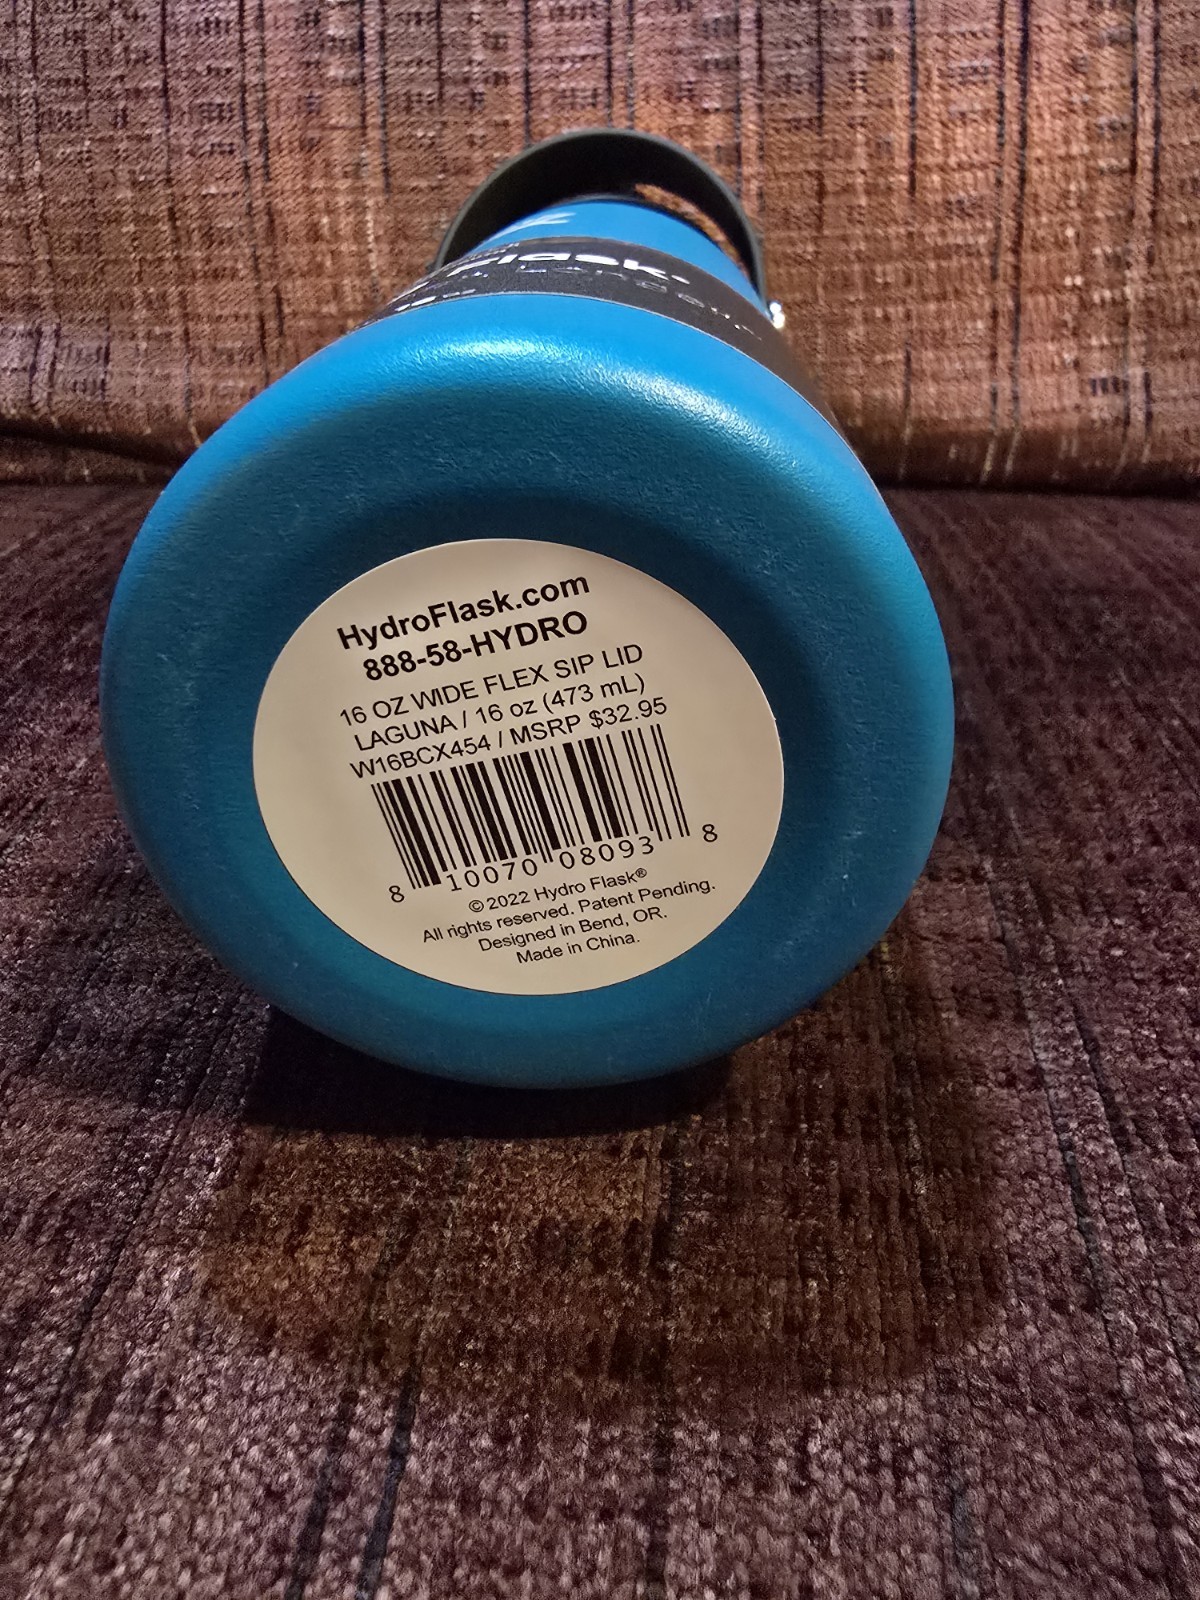 Flask
HydroFlask.com
888-58-HYDRO
16 OZ WIDE FLEX SIP LID
LAGUNA / 16 oz (473 mL)
W16BCX454 / MSRP $32.95
8 10070 08093 8
© 2022 Hydro Flask®
All rights reserved. Patent Pending.
Designed in Bend, OR.
Made in China.